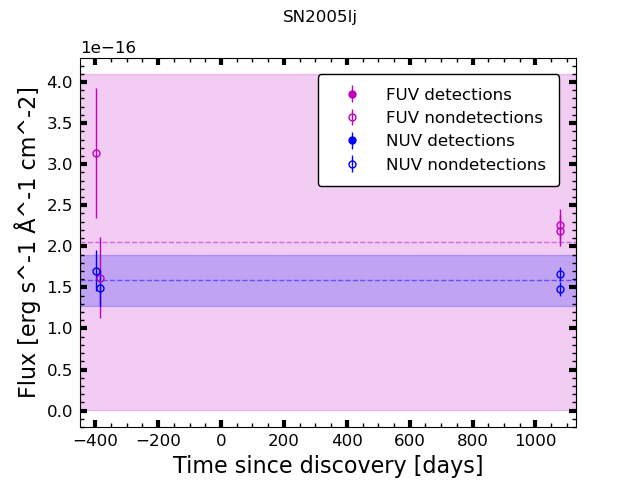 SN2005lj
1e−16
FUV detections
FUV nondetections
NUV detections
NUV nondetections
4.0
3.5
3.0
2.5
2.0
1.5
1.0
0.5
0.0
Flux [erg s^-1 Å^-1 cm^-2]
−400 −200 0 200 400 600 800 1000
Time since discovery [days]